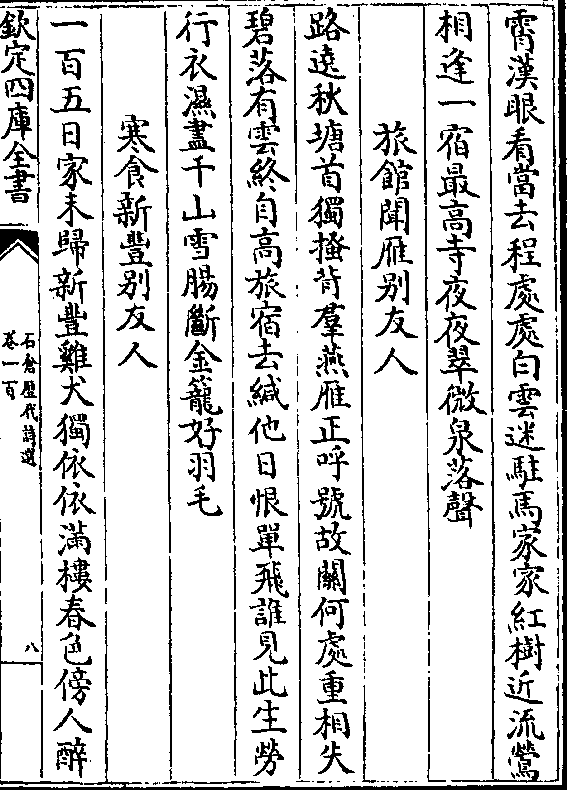 霄漢眼看當去程處處白雲迷駐馬家家紅樹近流鶯
相逢一宿最高寺夜夜翠微泉落聲
旅館聞雁别友人
路遠秋塘首獨搔背羣燕雁正呼號故關何處重相失
碧落有雲終自高旅宿去緘他日恨單飛誰見此生勞
行衣濕盡千山雪腸斷金籠好羽毛
寒食新豐别友人
一百五日家未歸新豐雞犬獨依依滿樓春色傍人醉
欽定四庫全書
石倉歷代詩選
卷一百
八